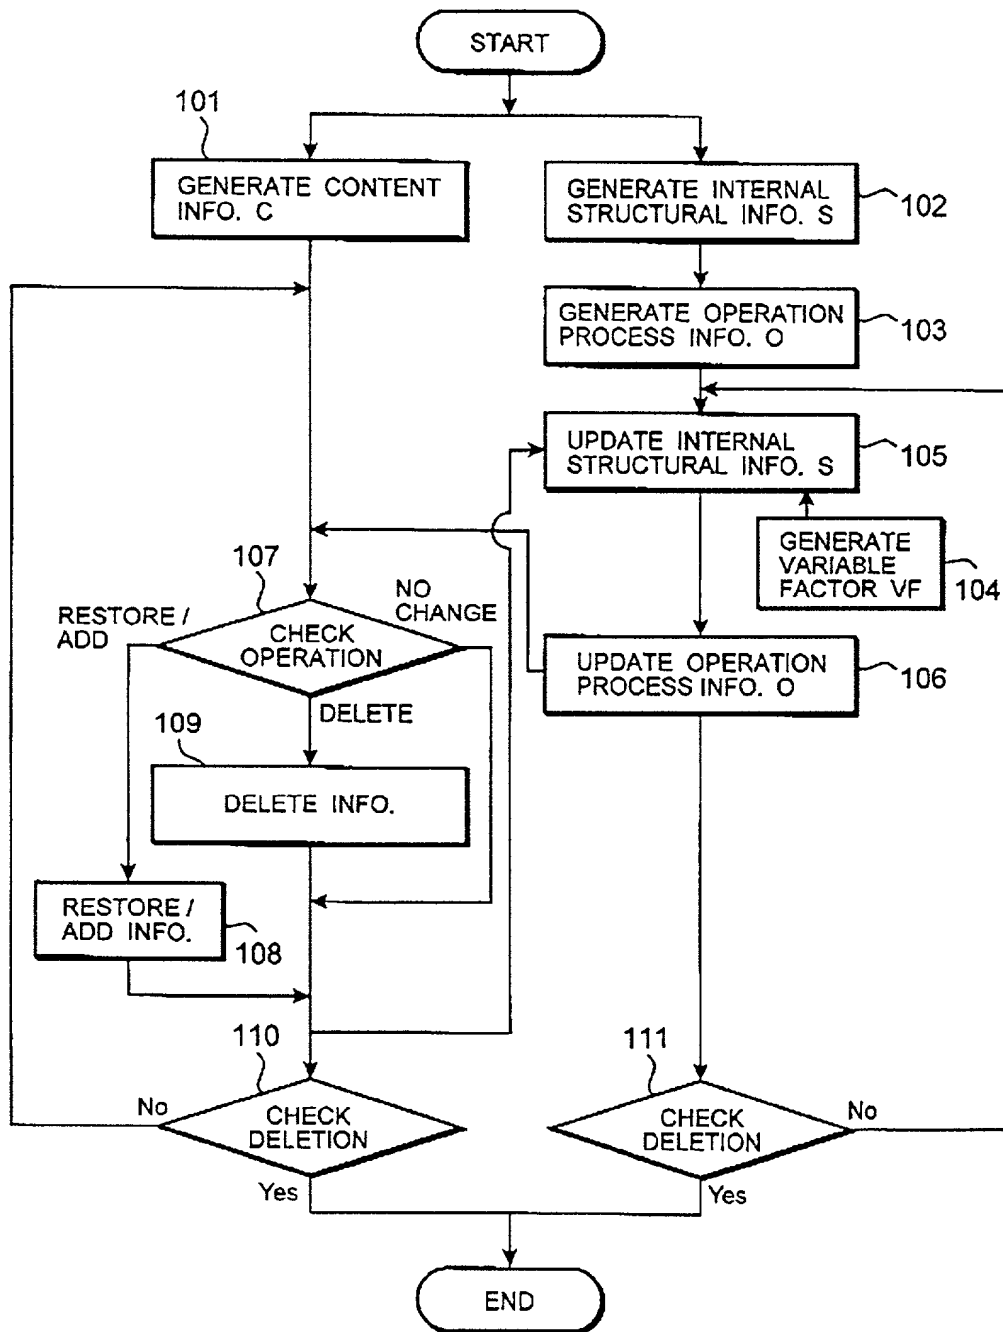 START
101
GENERATE CONTENT
INFO. C
GENERATE INTERNAL
STRUCTURAL INFO. S
102
GENERATE OPERATION
PROCESS INFO. O
103
UPDATE INTERNAL
STRUCTURAL INFO. S
105
GENERATE
VARIABLE
FACTOR VF
104
107
RESTORE /
ADD
NO
CHANGE
CHECK
OPERATION
UPDATE OPERATION
PROCESS INFO. O
106
DELETE
109
DELETE INFO.
RESTORE /
ADD INFO.
108
110
No
CHECK
DELETION
Yes
111
CHECK
DELETION
No
Yes
END